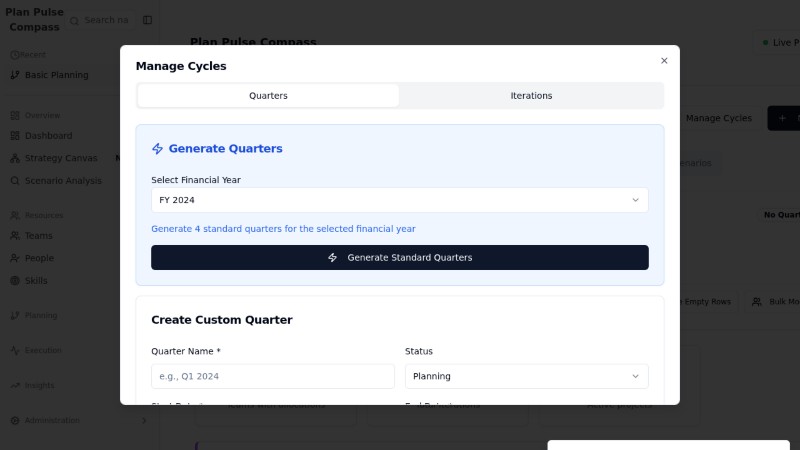 Plan Pulse
Compass
Search na
Plan Pulse Compass
Live P
Recent
Basic Planning
Overview
Dashboard
Strategy Canvas
Scenario Analysis
Resources
Teams
People
Skills
Planning
Execution
Insights
Administration
Manage Cycles
No Quar
Empty Rows
Bulk Mo
Manage Cycles
Quarters
Iterations
Generate Quarters
Select Financial Year
FY 2024
Generate 4 standard quarters for the selected financial year
Generate Standard Quarters
Create Custom Quarter
Quarter Name *
Status
e.g., Q1 2024
Planning